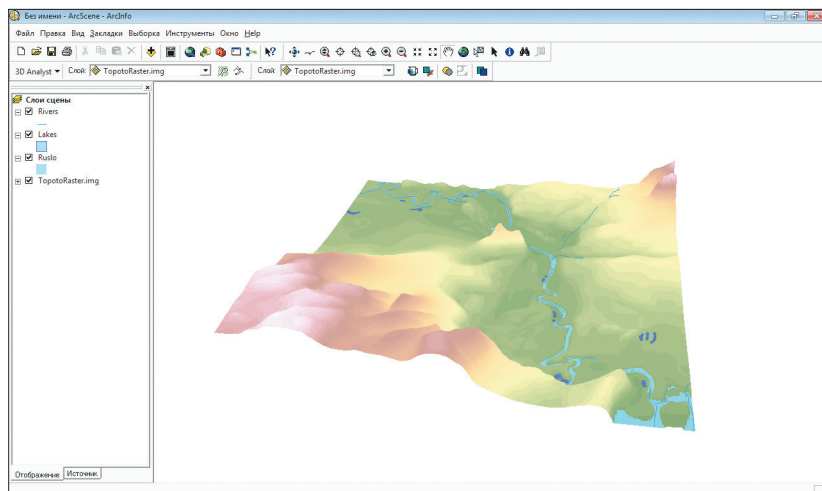 Без имени - ArcScene - ArcInfo
Файл Правка Вид Закладки Выборка Инструменты Окно Help
3D Analyst Слой: TopotoRaster.img Слой: TopotoRaster.img
Слои сцены
Rivers
Lakes
Ruslo
TopotoRaster.img
Отображение Источник